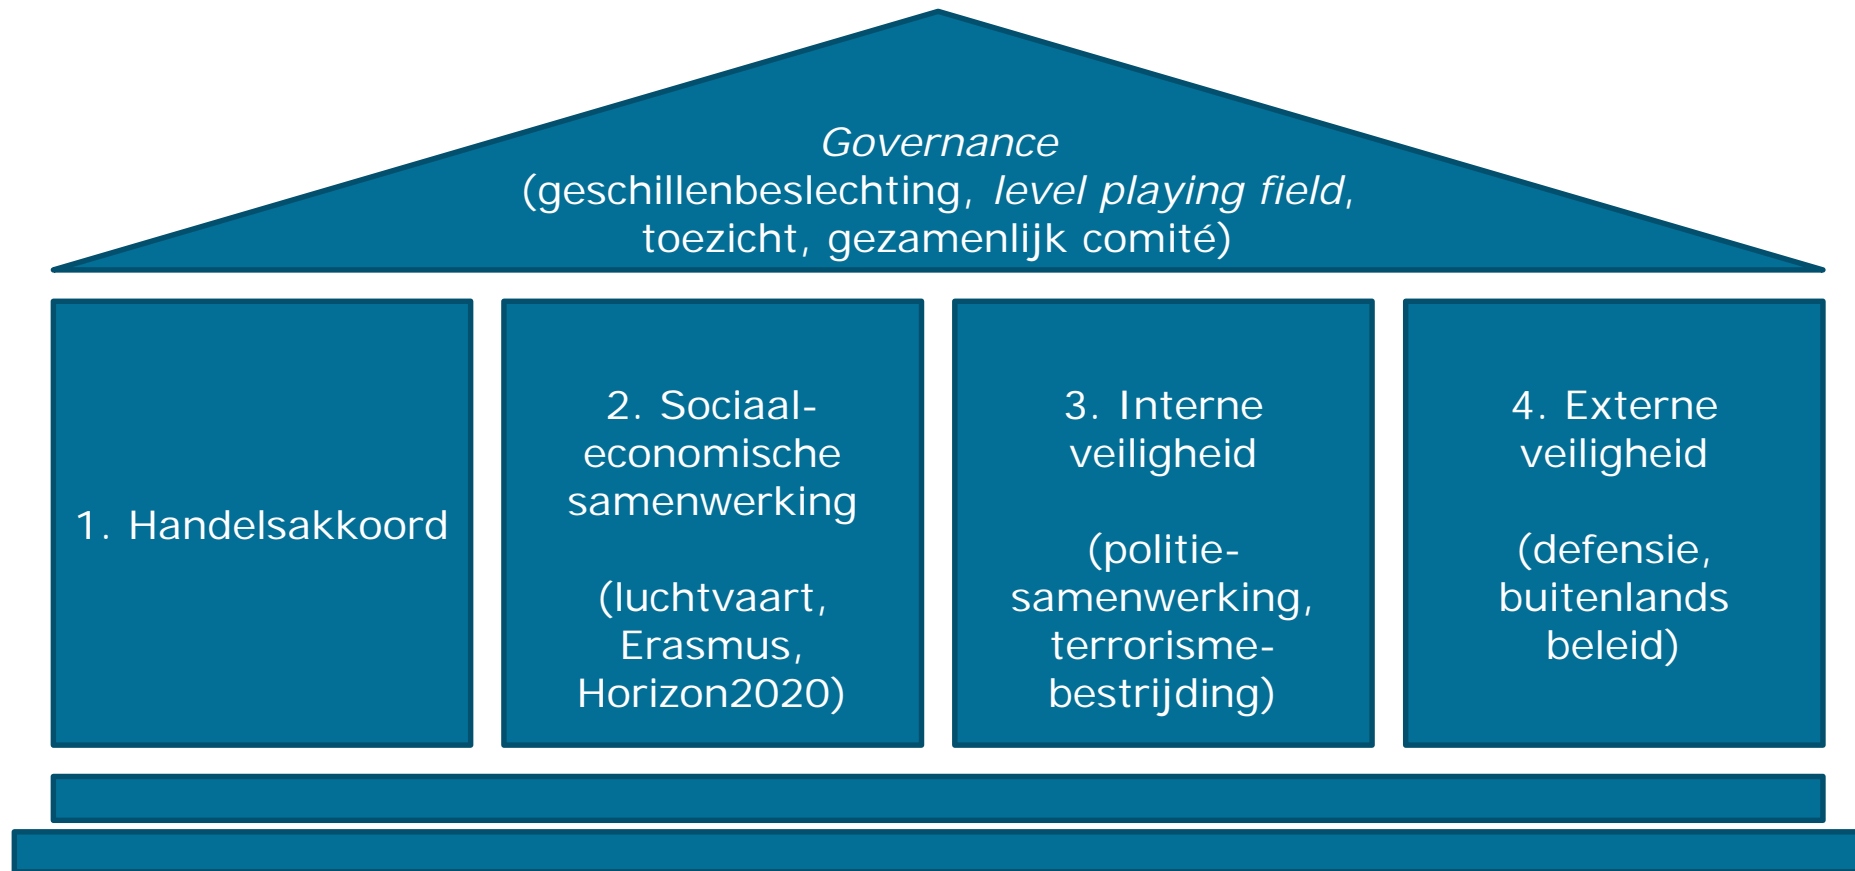 Governance
(geschillenbeslechting, level playing field,
toezicht, gezamenlijk comité)
1. Handelsakkoord
2. Sociaal-
economische
samenwerking
(luchtvaart,
Erasmus,
Horizon2020)
3. Interne
veiligheid
(politie-
samenwerking,
terrorisme-
bestrijding)
4. Externe
veiligheid
(defensie,
buitenlands
beleid)